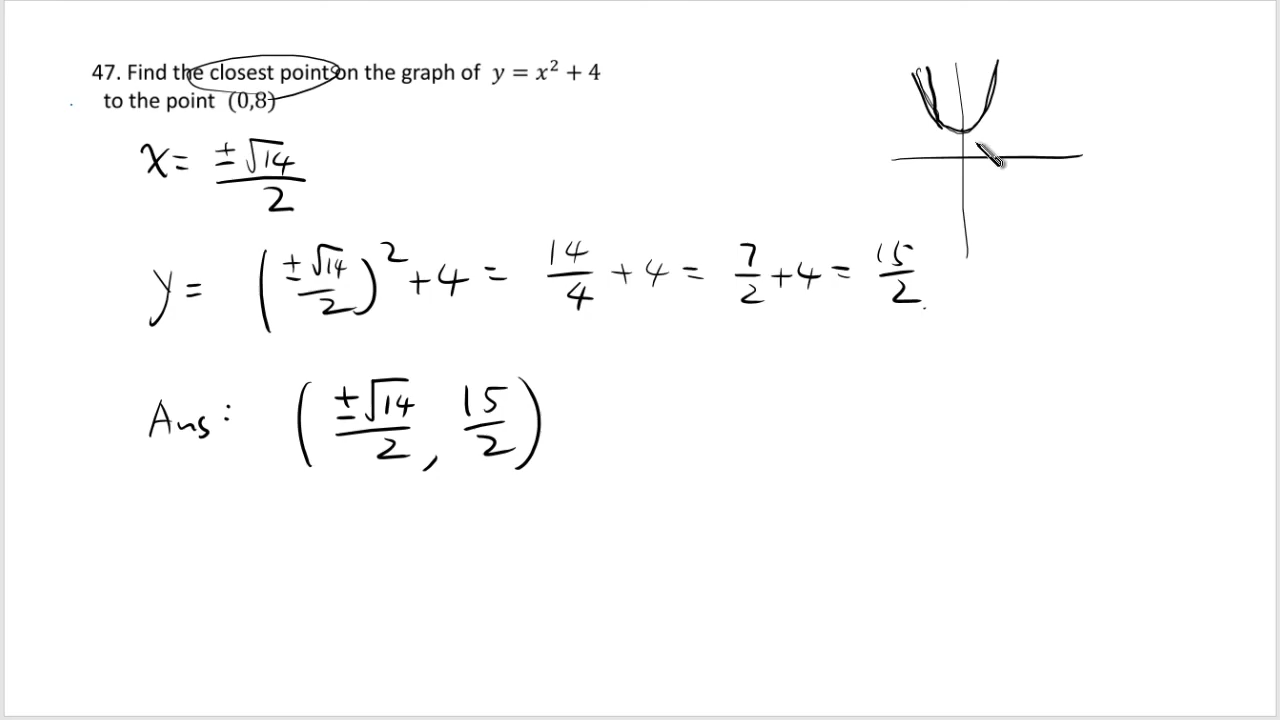 47. Find the closest point on the graph of y = x² + 4
to the point (0,8)
x = ±√14/2
y = (±√14/2)² + 4 = 14/4 + 4 = 7/2 + 4 = 15/2
Ans: (±√14/2, 15/2)